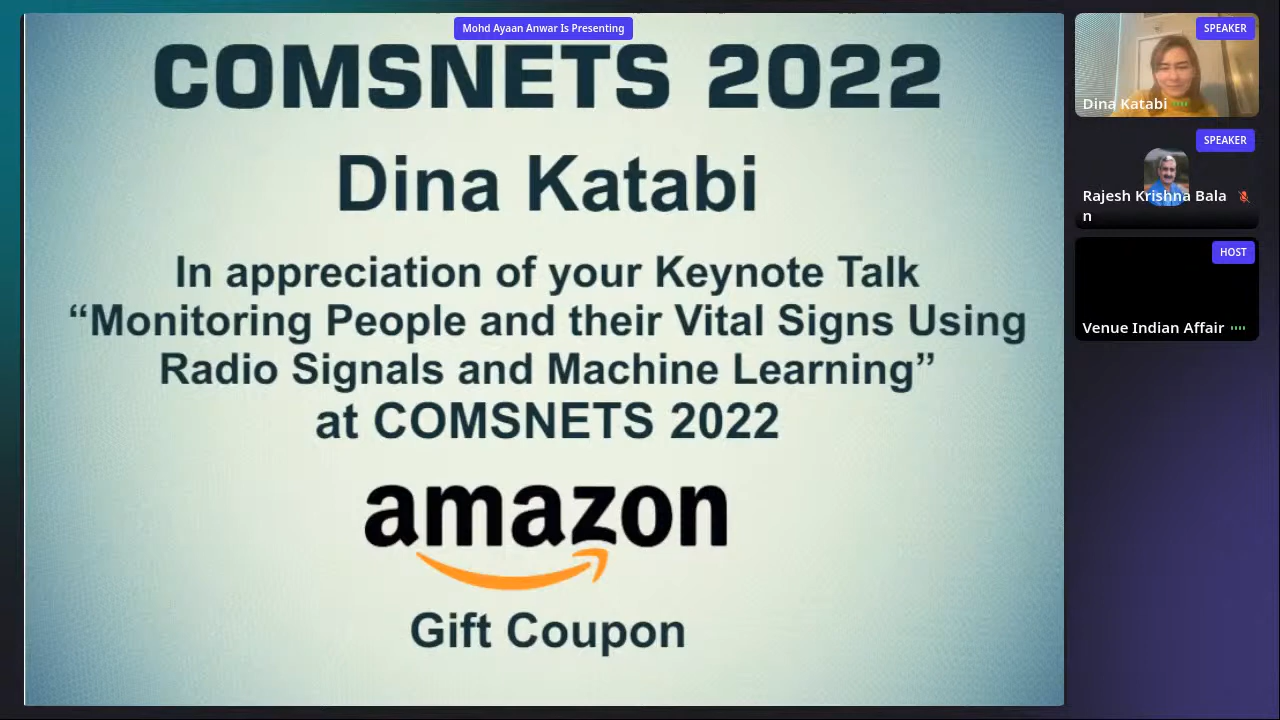 Mohd Ayaan Anwar Is Presenting
COMSNETS 2022
Dina Katabi
In appreciation of your Keynote Talk
“Monitoring People and their Vital Signs Using
Radio Signals and Machine Learning”
at COMSNETS 2022
amazon
Gift Coupon
SPEAKER
Dina Katabi
SPEAKER
Rajesh Krishna Bala
n
HOST
Venue Indian Affair